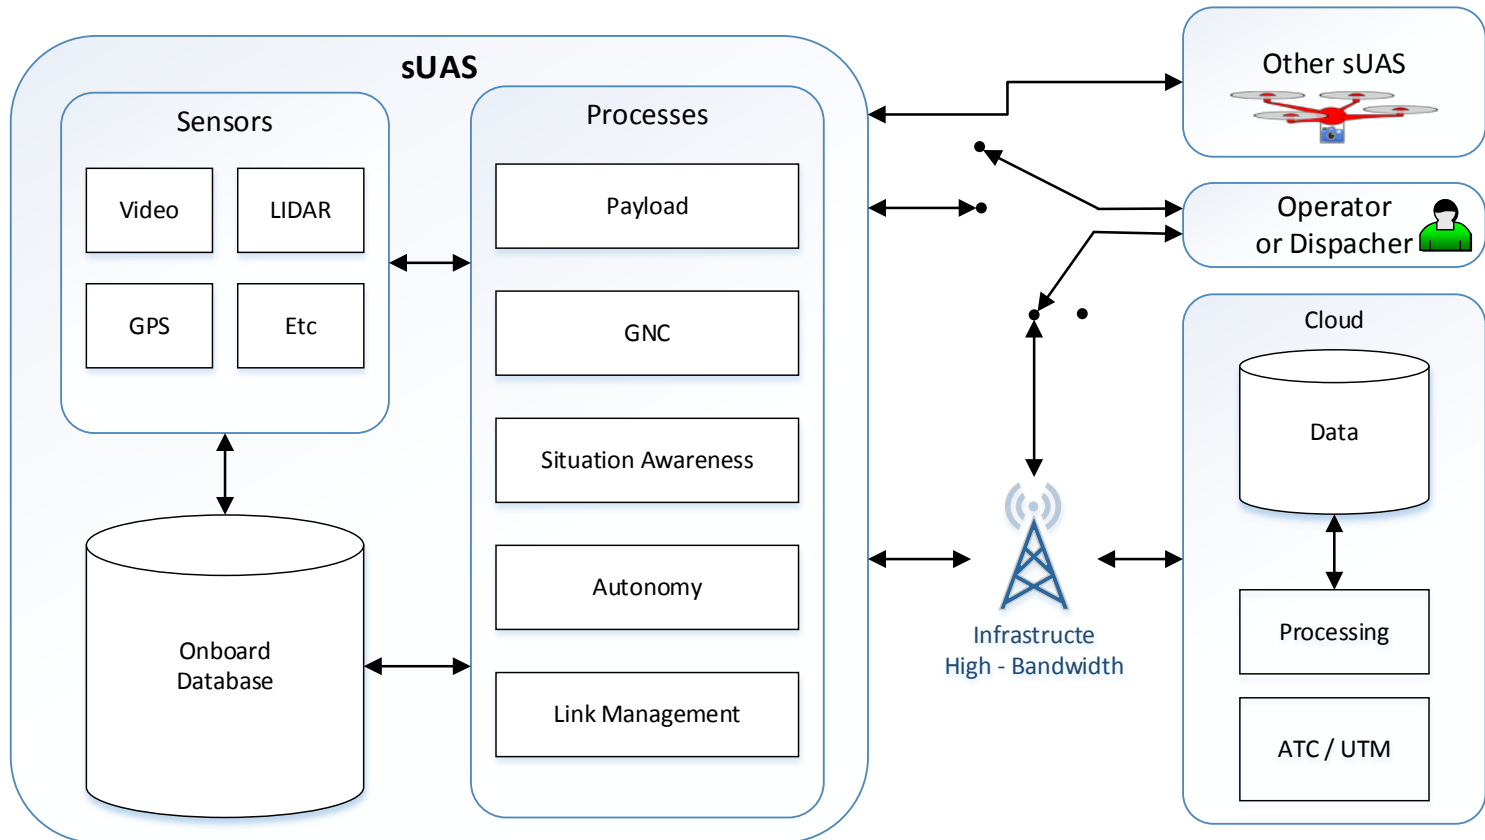 sUAS
Sensors
Video
LIDAR
GPS
Etc
Onboard
Database
Processes
Payload
GNC
Situation Awareness
Autonomy
Link Management
Infrastructe
High - Bandwidth
Other sUAS
Operator
or Dispacher
Cloud
Data
Processing
ATC / UTM